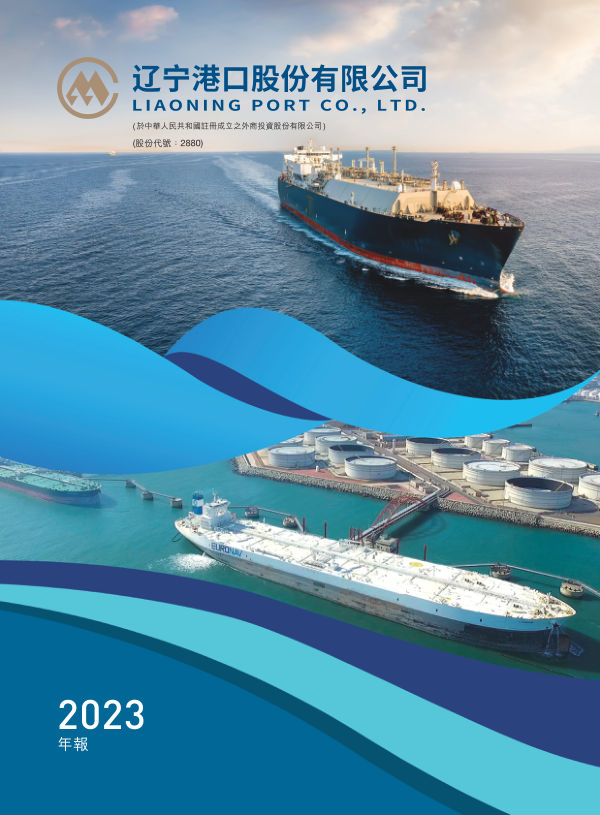 辽宁港口股份有限公司
LIAONING PORT CO., LTD.
(於中華人民共和國註冊成立之外商投資股份有限公司)
(股份代號：2880)
EURONAV
2023
年報